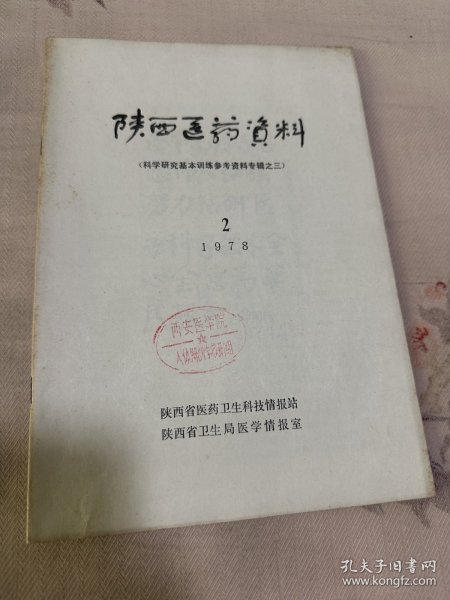 陕西医药資料
(科学研究基本训练参考资料专辑之三)
2
1978
西安医学院
陕西省医药卫生科技情报站
陕西省卫生局医学情报室
孔夫子旧书网
www.kongfz.com